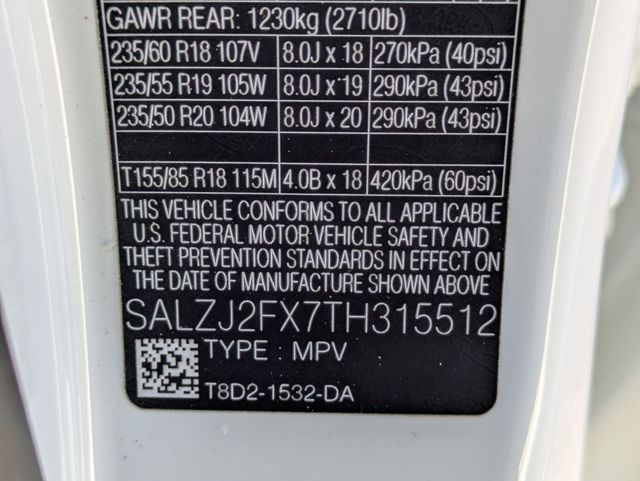 GAWR REAR: 1230kg (2710lb)
235/60 R18 107V 8.0J x 18 270kPa (40psi)
235/55 R19 105W 8.0J x 19 290kPa (43psi)
235/50 R20 104W 8.0J x 20 290kPa (43psi)
T155/85 R18 115M 4.0B x 18 420kPa (60psi)
THIS VEHICLE CONFORMS TO ALL APPLICABLE
U.S. FEDERAL MOTOR VEHICLE SAFETY AND
THEFT PREVENTION STANDARDS IN EFFECT ON
THE DATE OF MANUFACTURE SHOWN ABOVE
SALZJ2FX7TH315512
TYPE : MPV
T8D2-1532-DA